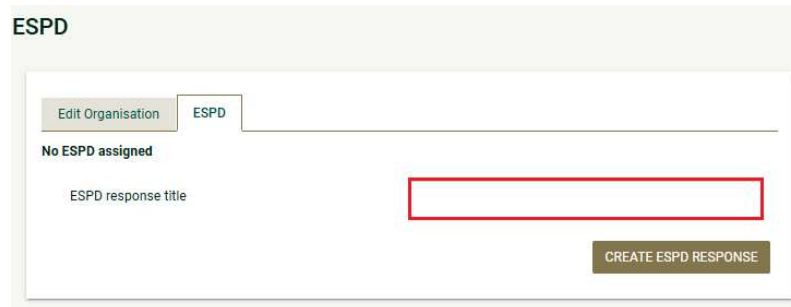 ESPD
Edit Organisation ESPD
No ESPD assigned
ESPD response title
CREATE ESPD RESPONSE